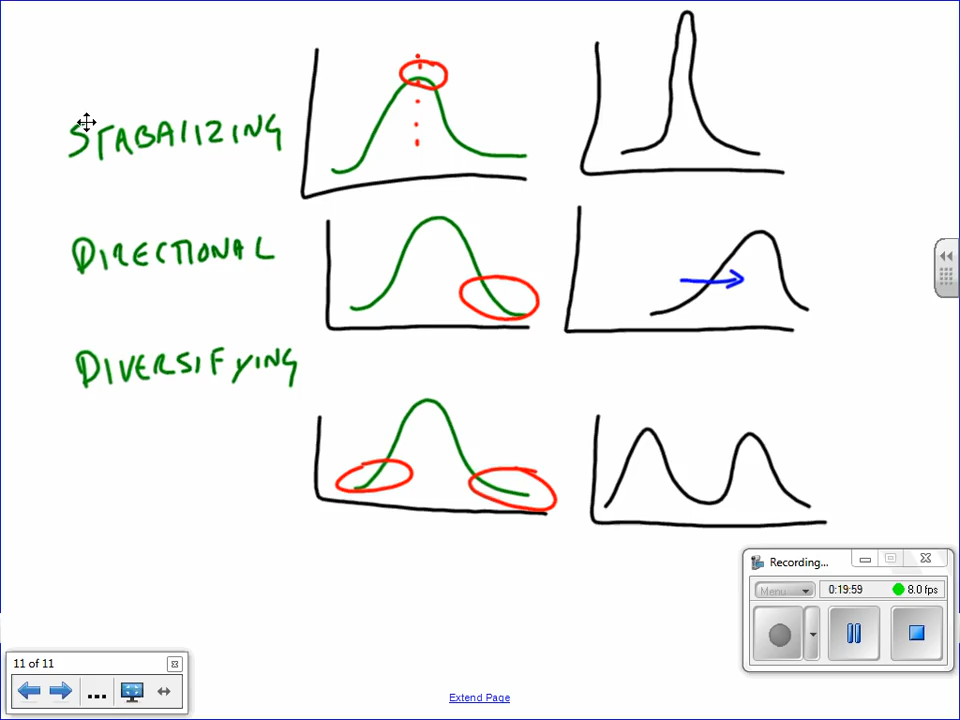 STABALIZING
DIRECTIONAL
DIVERSIFYING
Recording...
Menu
0:19:59
8.0 fps
11 of 11
...
Extend Page